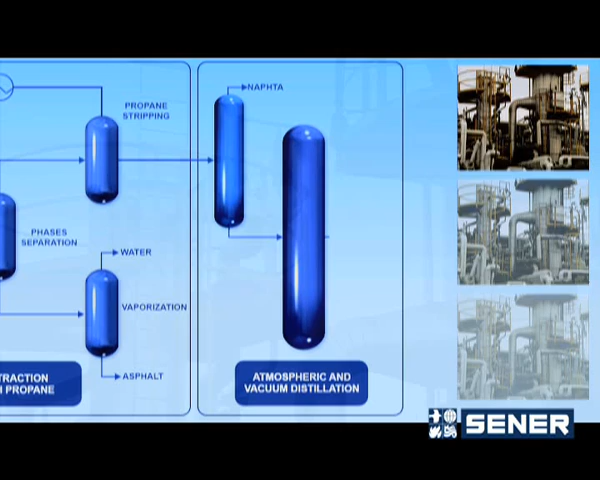 NAPHTA
PROPANE
STRIPPING
PHASES
SEPARATION
WATER
VAPORIZATION
ASPHALT
TRACTION
PROPANE
ATMOSPHERIC AND
VACUUM DISTILLATION
SENER